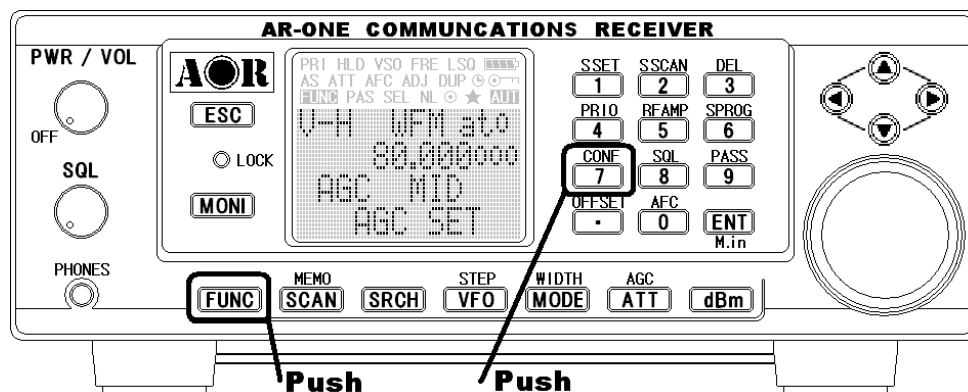 AR-ONE COMMUNCATIONS RECEIVER
PWR / VOL
OFF
SQL
PHONES
AOR
ESC
LOCK
MONI
PRI HLD VSO FRE LSQ
AS ATT AFC ADJ DUP
FUNC PAS SEL NL AUT
V-H WFM ato
80.000000
AGC MID
AGC SET
SSET SSCAN DEL
1 2 3
PRIO RFAMP SPROG
4 5 6
CONF SQL PASS
7 8 9
OFFSET AFC
. 0 ENT
M.in
MEMO STEP WIDTH AGC
FUNC SCAN SRCH VFO MODE ATT dBm
Push Push